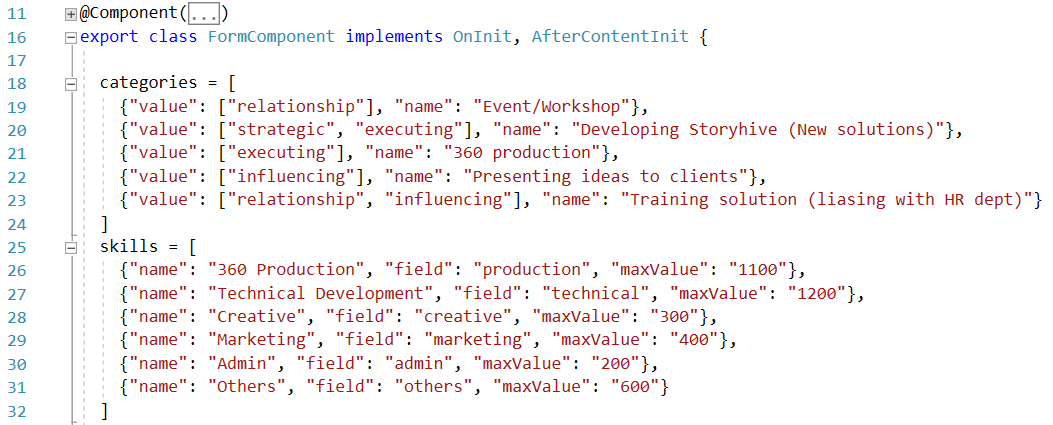 11 @Component(...)
16 export class FormComponent implements OnInit, AfterContentInit {
17
18 categories = [
19 {"value": ["relationship"], "name": "Event/Workshop"},
20 {"value": ["strategic", "executing"], "name": "Developing Storyhive (New solutions)"},
21 {"value": ["executing"], "name": "360 production"},
22 {"value": ["influencing"], "name": "Presenting ideas to clients"},
23 {"value": ["relationship", "influencing"], "name": "Training solution (liasing with HR dept)"}
24 ]
25 skills = [
26 {"name": "360 Production", "field": "production", "maxValue": "1100"},
27 {"name": "Technical Development", "field": "technical", "maxValue": "1200"},
28 {"name": "Creative", "field": "creative", "maxValue": "300"},
29 {"name": "Marketing", "field": "marketing", "maxValue": "400"},
30 {"name": "Admin", "field": "admin", "maxValue": "200"},
31 {"name": "Others", "field": "others", "maxValue": "600"}
32 ]